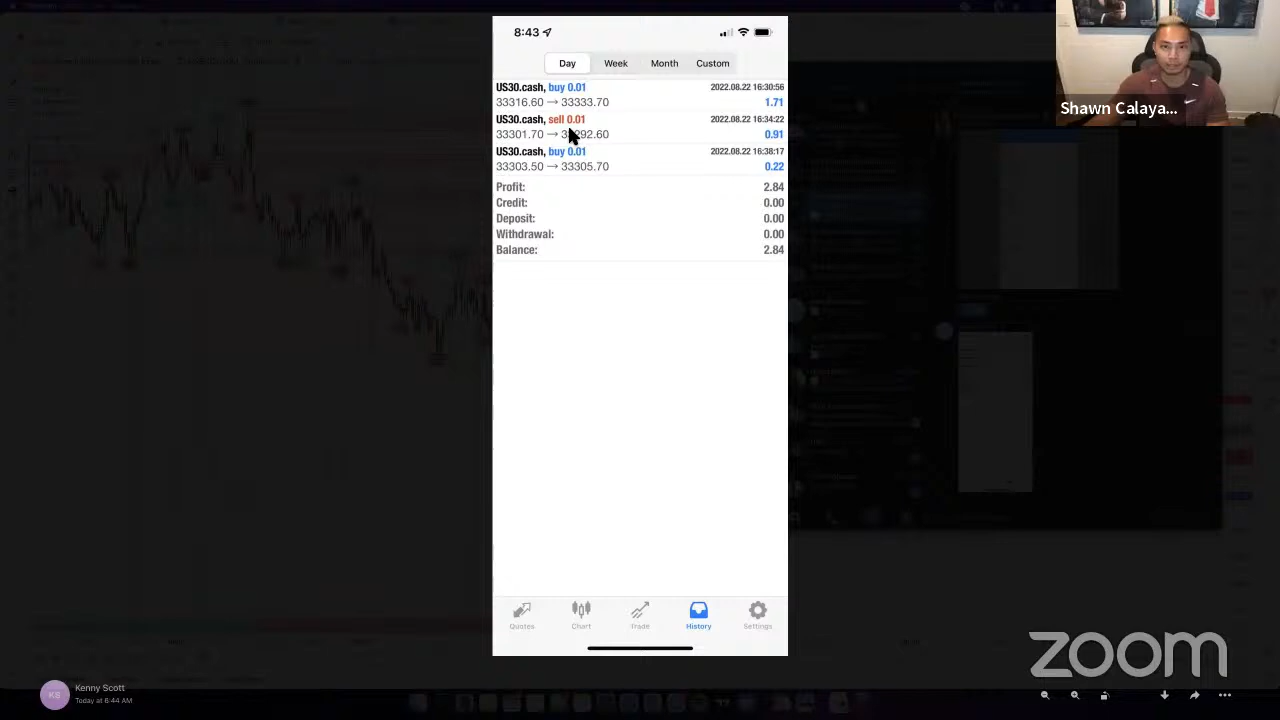 8:43
Day Week Month Custom
US30.cash, buy 0.01 2022.08.22 16:30:56
33316.60 → 33333.70 1.71
US30.cash, sell 0.01 2022.08.22 16:34:22
33301.70 → 33292.60 0.91
US30.cash, buy 0.01 2022.08.22 16:38:17
33303.50 → 33305.70 0.22
Profit: 2.84
Credit: 0.00
Deposit: 0.00
Withdrawal: 0.00
Balance: 2.84
Quotes Chart Trade History Settings
Shawn Calaya...
zoom
KS
Kenny Scott
Today at 6:44 AM